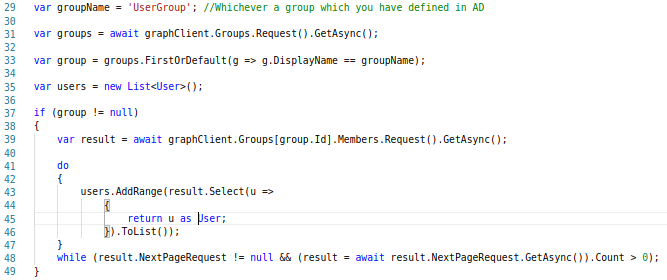 29 var groupName = 'UserGroup'; //Whichever a group which you have defined in AD
30
31 var groups = await graphClient.Groups.Request().GetAsync();
32
33 var group = groups.FirstOrDefault(g => g.DisplayName == groupName);
34
35 var users = new List<User>();
36
37 if (group != null)
38 {
39 var result = await graphClient.Groups[group.Id].Members.Request().GetAsync();
40
41 do
42 {
43 users.AddRange(result.Select(u =>
44 {
45 return u as User;
46 }).ToList());
47 }
48 while (result.NextPageRequest != null && (result = await result.NextPageRequest.GetAsync()).Count > 0);
49 }